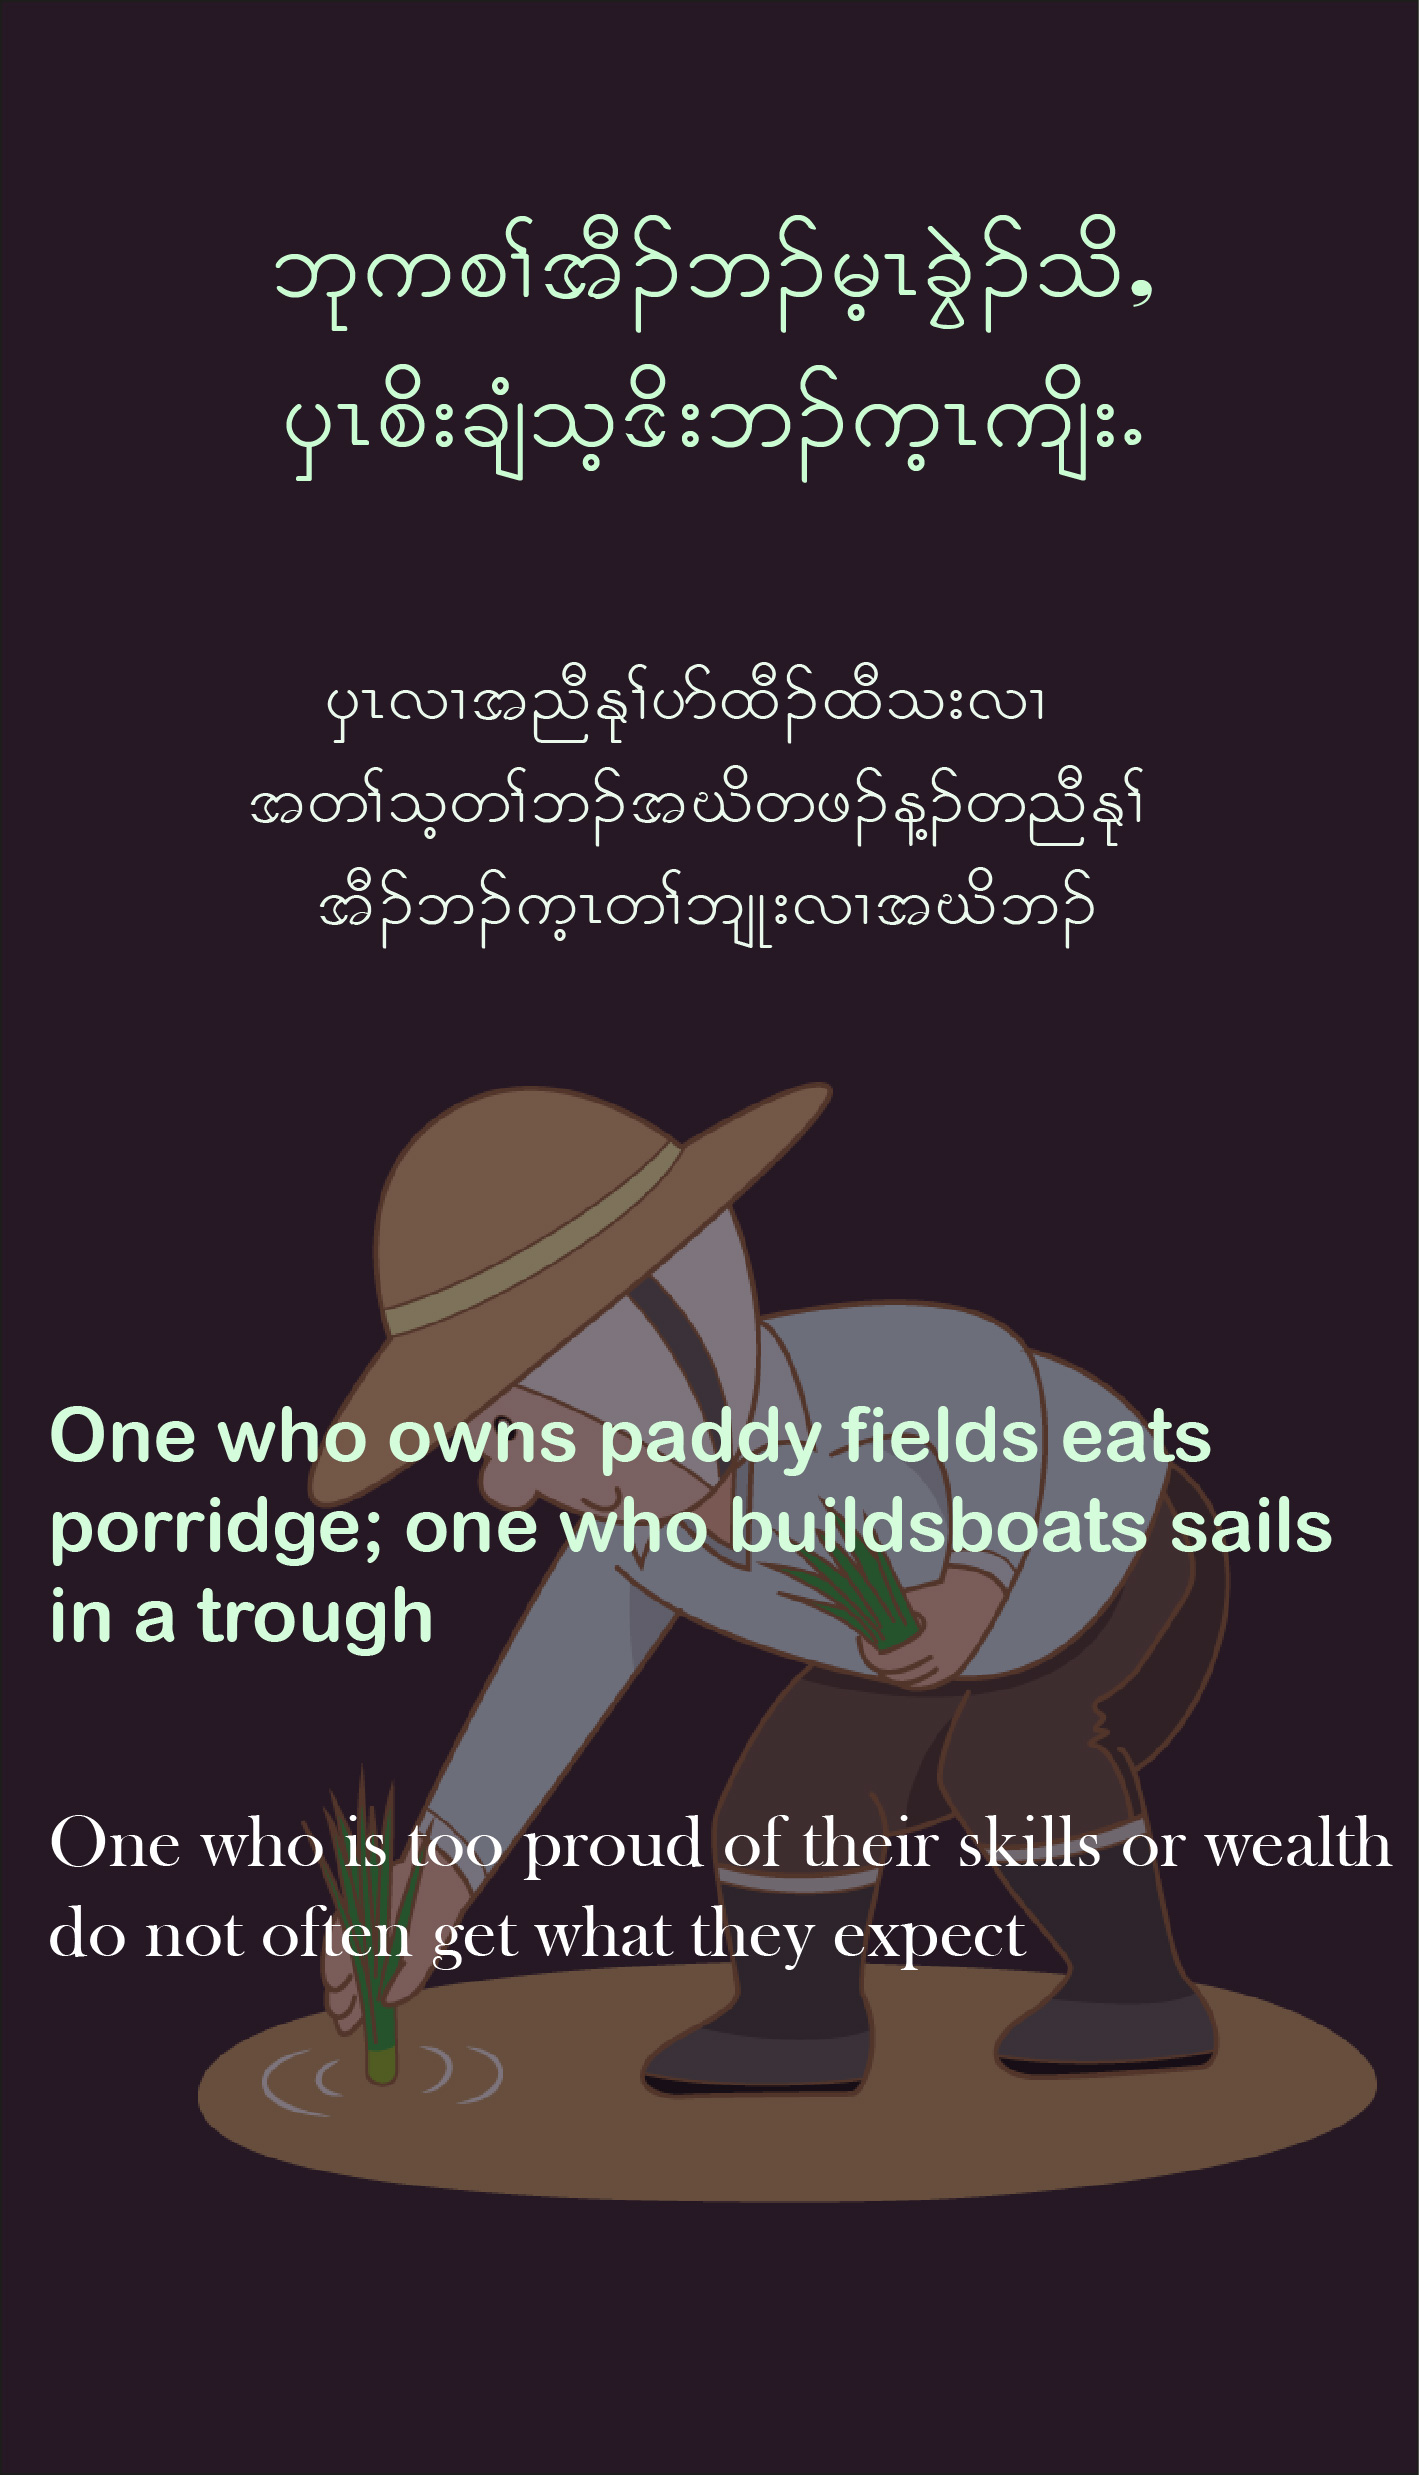 ဘုကစၢ်အီၣ်ဘၣ်မ့ၤခွဲၣ်သိ,
ပှၤစိးချံသ့ဒိးဘၣ်က့ၤကျိး.
ပှၤလၢအညီနုၢ်ဟ်ထီၣ်ထီသးလၢ
အတၢ်သ့တၢ်ဘၣ်အဃိတဖၣ်န့ၣ်တညီနုၢ်
အီၣ်ဘၣ်က့ၤတၢ်ဘျုးလၢအဃိဘၣ်
One who owns paddy fields eats
porridge; one who buildsboats sails
in a trough
One who is too proud of their skills or wealth
do not often get what they expect